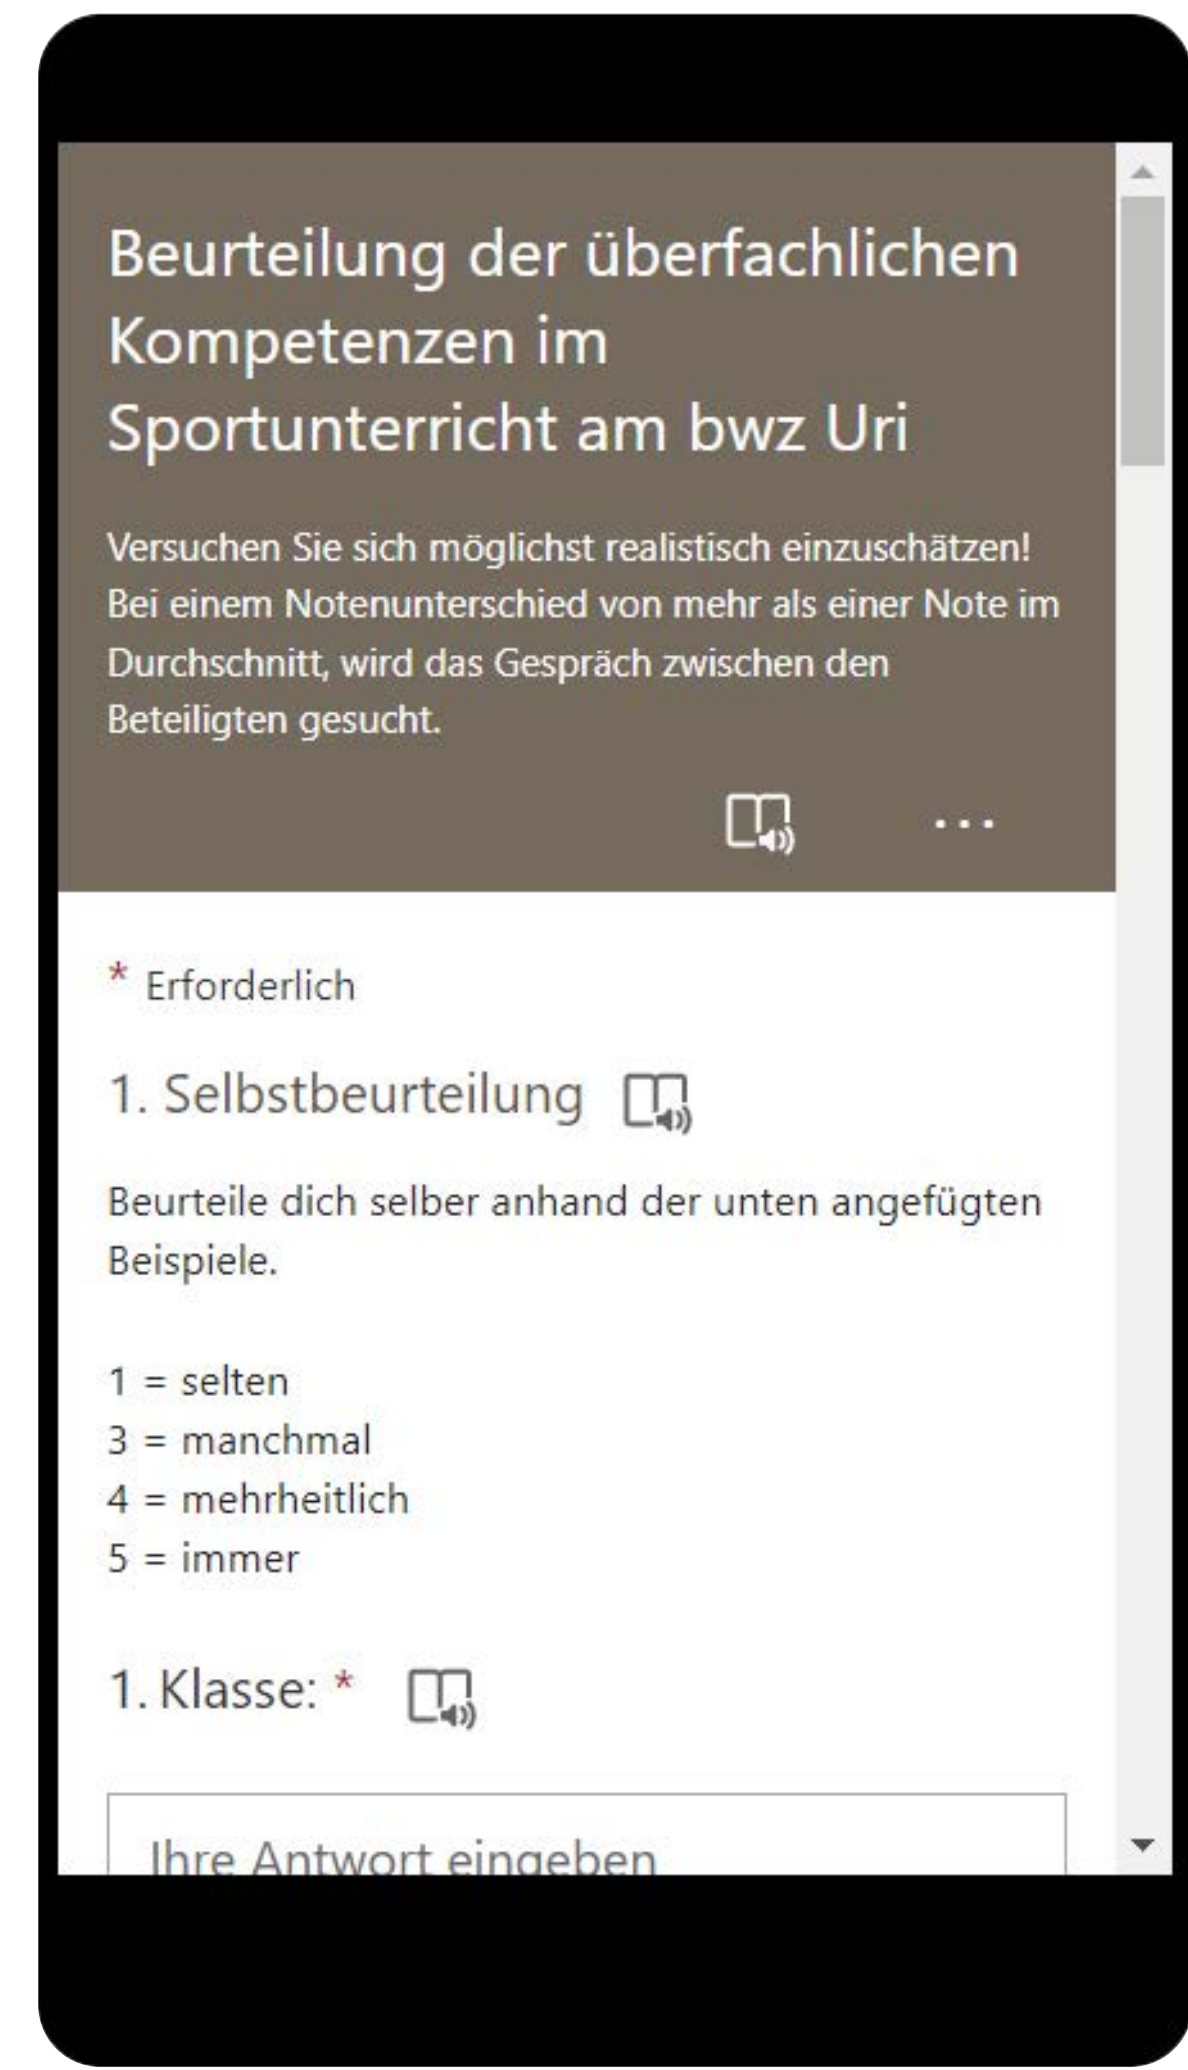 Beurteilung der überfachlichen
Kompetenzen im
Sportunterricht am bwz Uri
Versuchen Sie sich möglichst realistisch einzuschätzen!
Bei einem Notenunterschied von mehr als einer Note im
Durchschnitt, wird das Gespräch zwischen den
Beteiligten gesucht.
* Erforderlich
1. Selbstbeurteilung
Beurteile dich selber anhand der unten angefügten
Beispiele.
1 = selten
3 = manchmal
4 = mehrheitlich
5 = immer
1. Klasse: *
Ihre Antwort eingeben